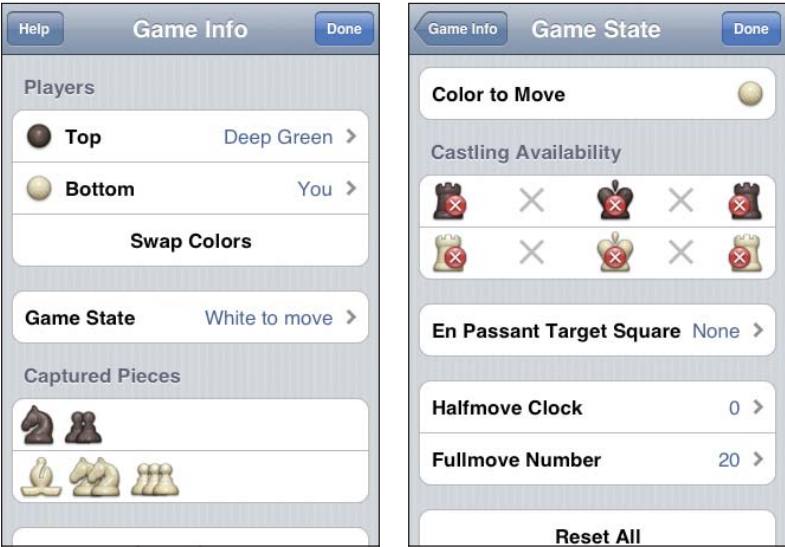 Help Game Info Done
Players
Top Deep Green
Bottom You
Swap Colors
Game State White to move
Captured Pieces
Game Info Game State Done
Color to Move
Castling Availability
En Passant Target Square None
Halfmove Clock 0
Fullmove Number 20
Reset All